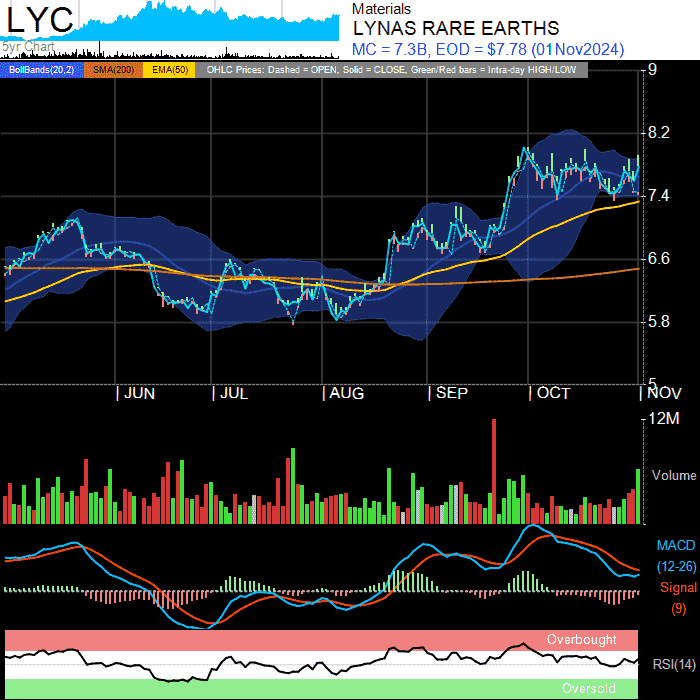 LYC
5yr Chart
Materials
LYNAS RARE EARTHS
MC = 7.3B, EOD = $7.78 (01Nov2024)
BollBands(20,2) SMA(200) EMA(50) OHLC Prices: Dashed = OPEN, Solid = CLOSE, Green/Red bars = Intra-day HIGH/LOW
9
8.2
7.4
6.6
5.8
5
| JUN | JUL | AUG | SEP | OCT | NOV
12M
Volume
MACD
(12-26)
Signal
(9)
Overbought
RSI(14)
Oversold